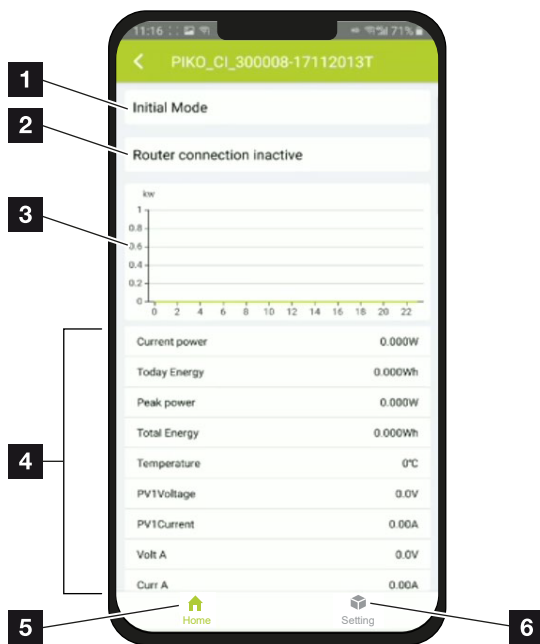 11:16
71%
PIKO_CI_300008-17112013T
1
Initial Mode
2
Router connection inactive
3
kw
1
0.8
0.6
0.4
0.2
0
0 2 4 6 8 10 12 14 16 18 20 22
4
Current power 0.000W
Today Energy 0.000Wh
Peak power 0.000W
Total Energy 0.000Wh
Temperature 0℃
PV1Voltage 0.0V
PV1Current 0.00A
Volt A 0.0V
Curr A 0.00A
5
Home
Setting
6